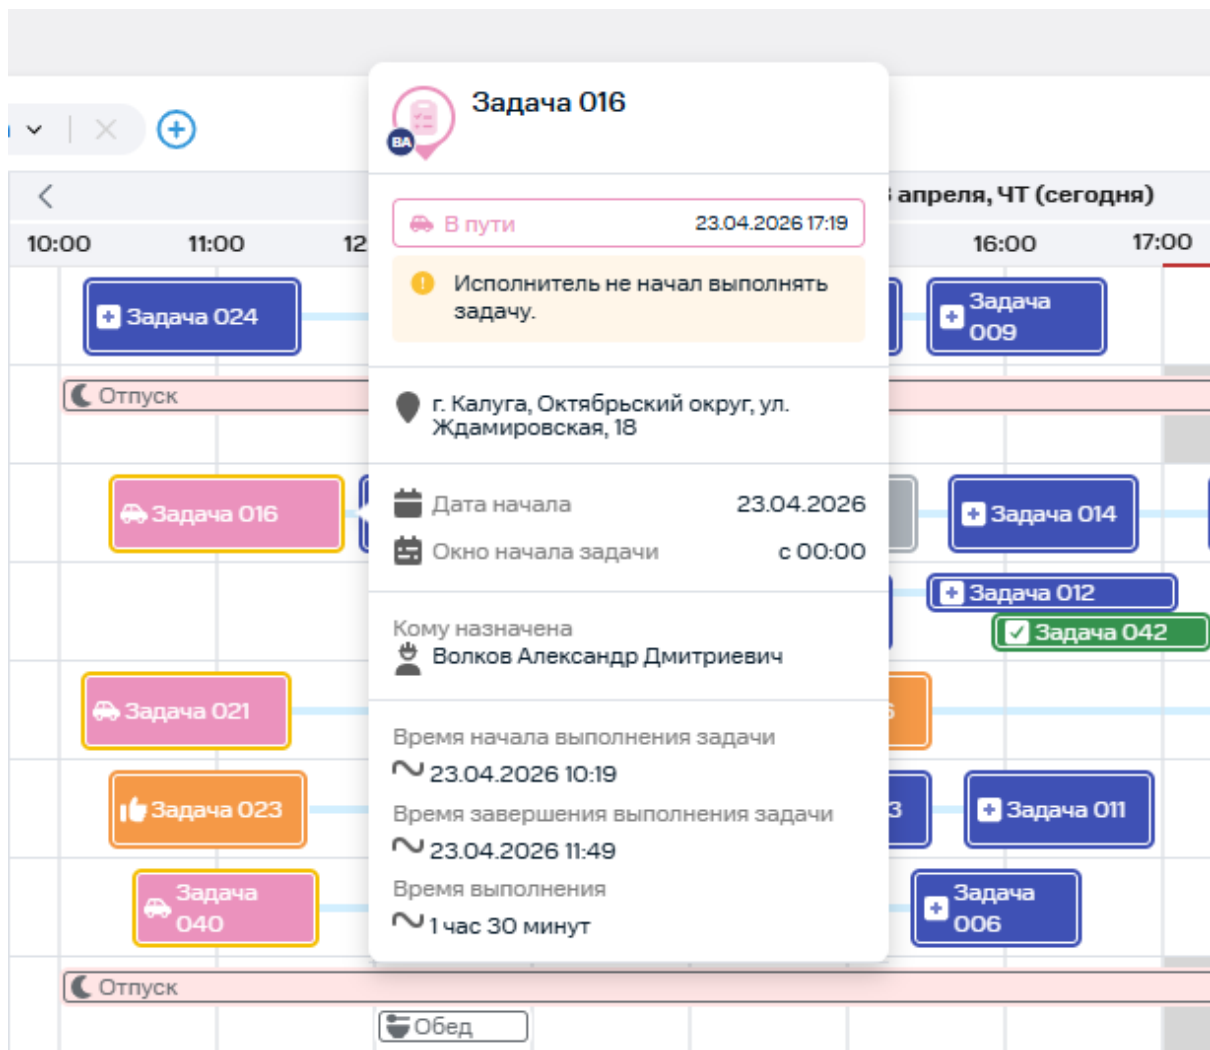 Задача 016
ВА
В пути 23.04.2026 17:19
Исполнитель не начал выполнять
задачу.
г. Калуга, Октябрьский округ, ул.
Ждамировская, 18
Дата начала 23.04.2026
Окно начала задачи с 00:00
Кому назначена
Волков Александр Дмитриевич
Время начала выполнения задачи
23.04.2026 10:19
Время завершения выполнения задачи
23.04.2026 11:49
Время выполнения
1 час 30 минут
апреля, ЧТ (сегодня)
10:00 11:00 12 16:00 17:00
Задача 024
Задача
009
Отпуск
Задача 016
Задача 014
Задача 012
Задача 042
Задача 021
Задача 023
3
Задача 011
Задача
040
Задача
006
Отпуск
Обед